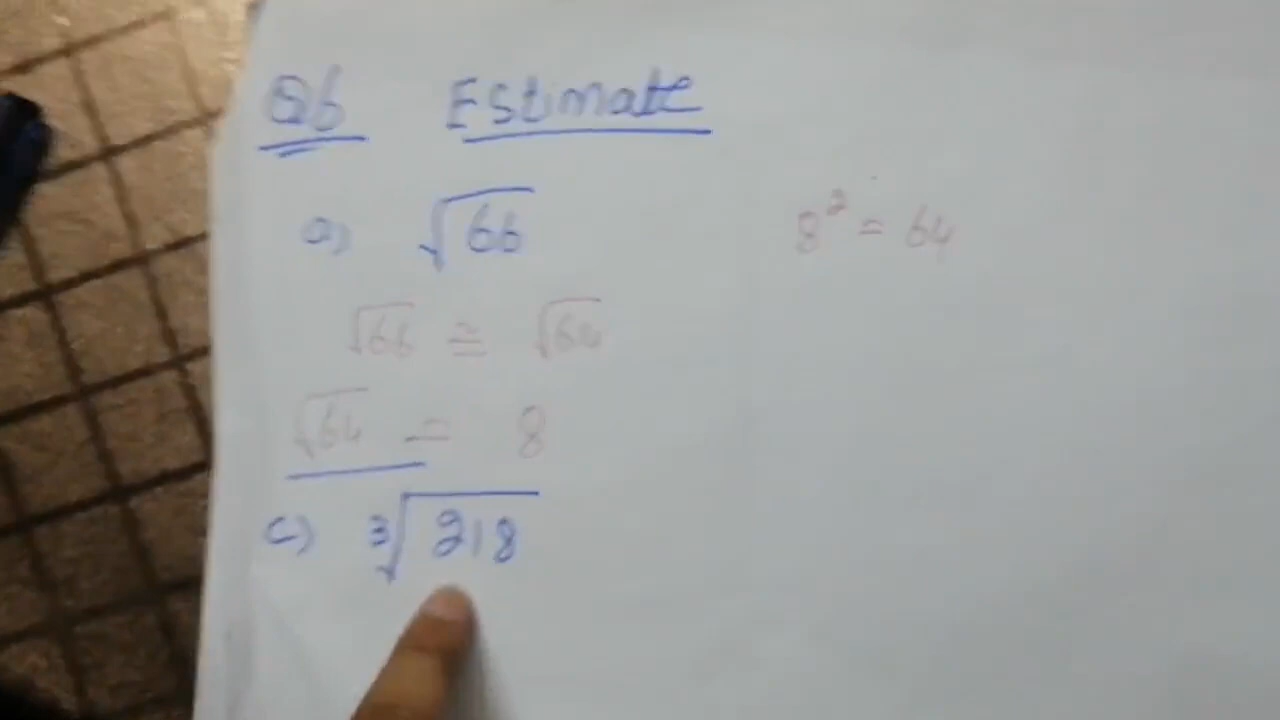 Q6 Estimate
a) √66 8² = 64
√66 ≅ √64
√64 = 8
c) ³√218